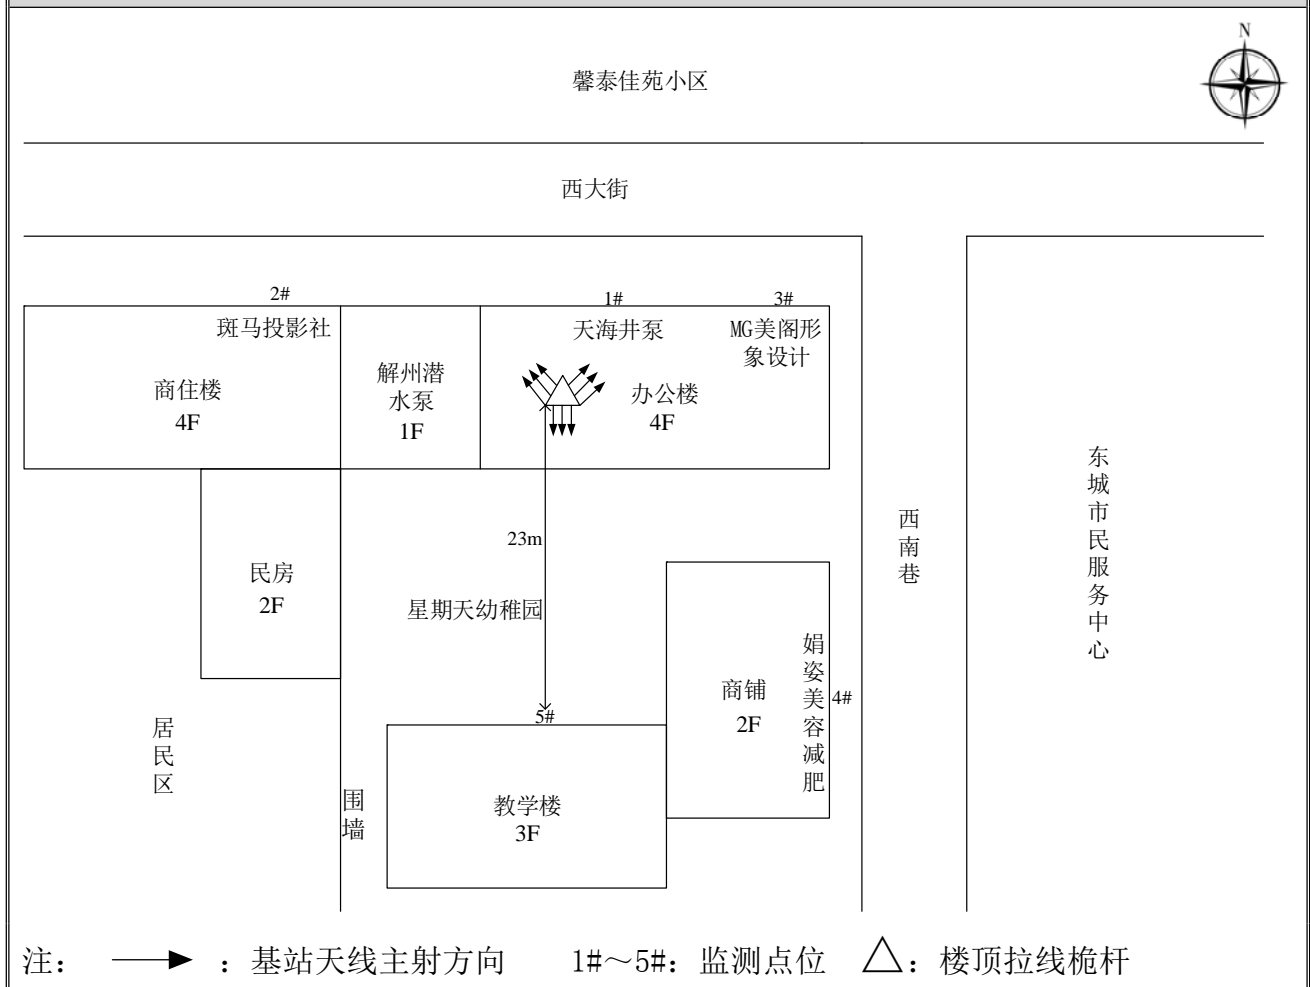 N
馨泰佳苑小区
西大街
2#
1#
3#
斑马投影社
天海井泵
MG美阁形
象设计
解州潜
水泵
1F
商住楼
4F
办公楼
4F
23m
民房
2F
星期天幼稚园
西南巷
东城市民服务中心
娟姿美容减肥
4#
商铺
2F
5#
居民区
围墙
教学楼
3F
注：
：基站天线主射方向
1#～5#：监测点位
：楼顶拉线桅杆